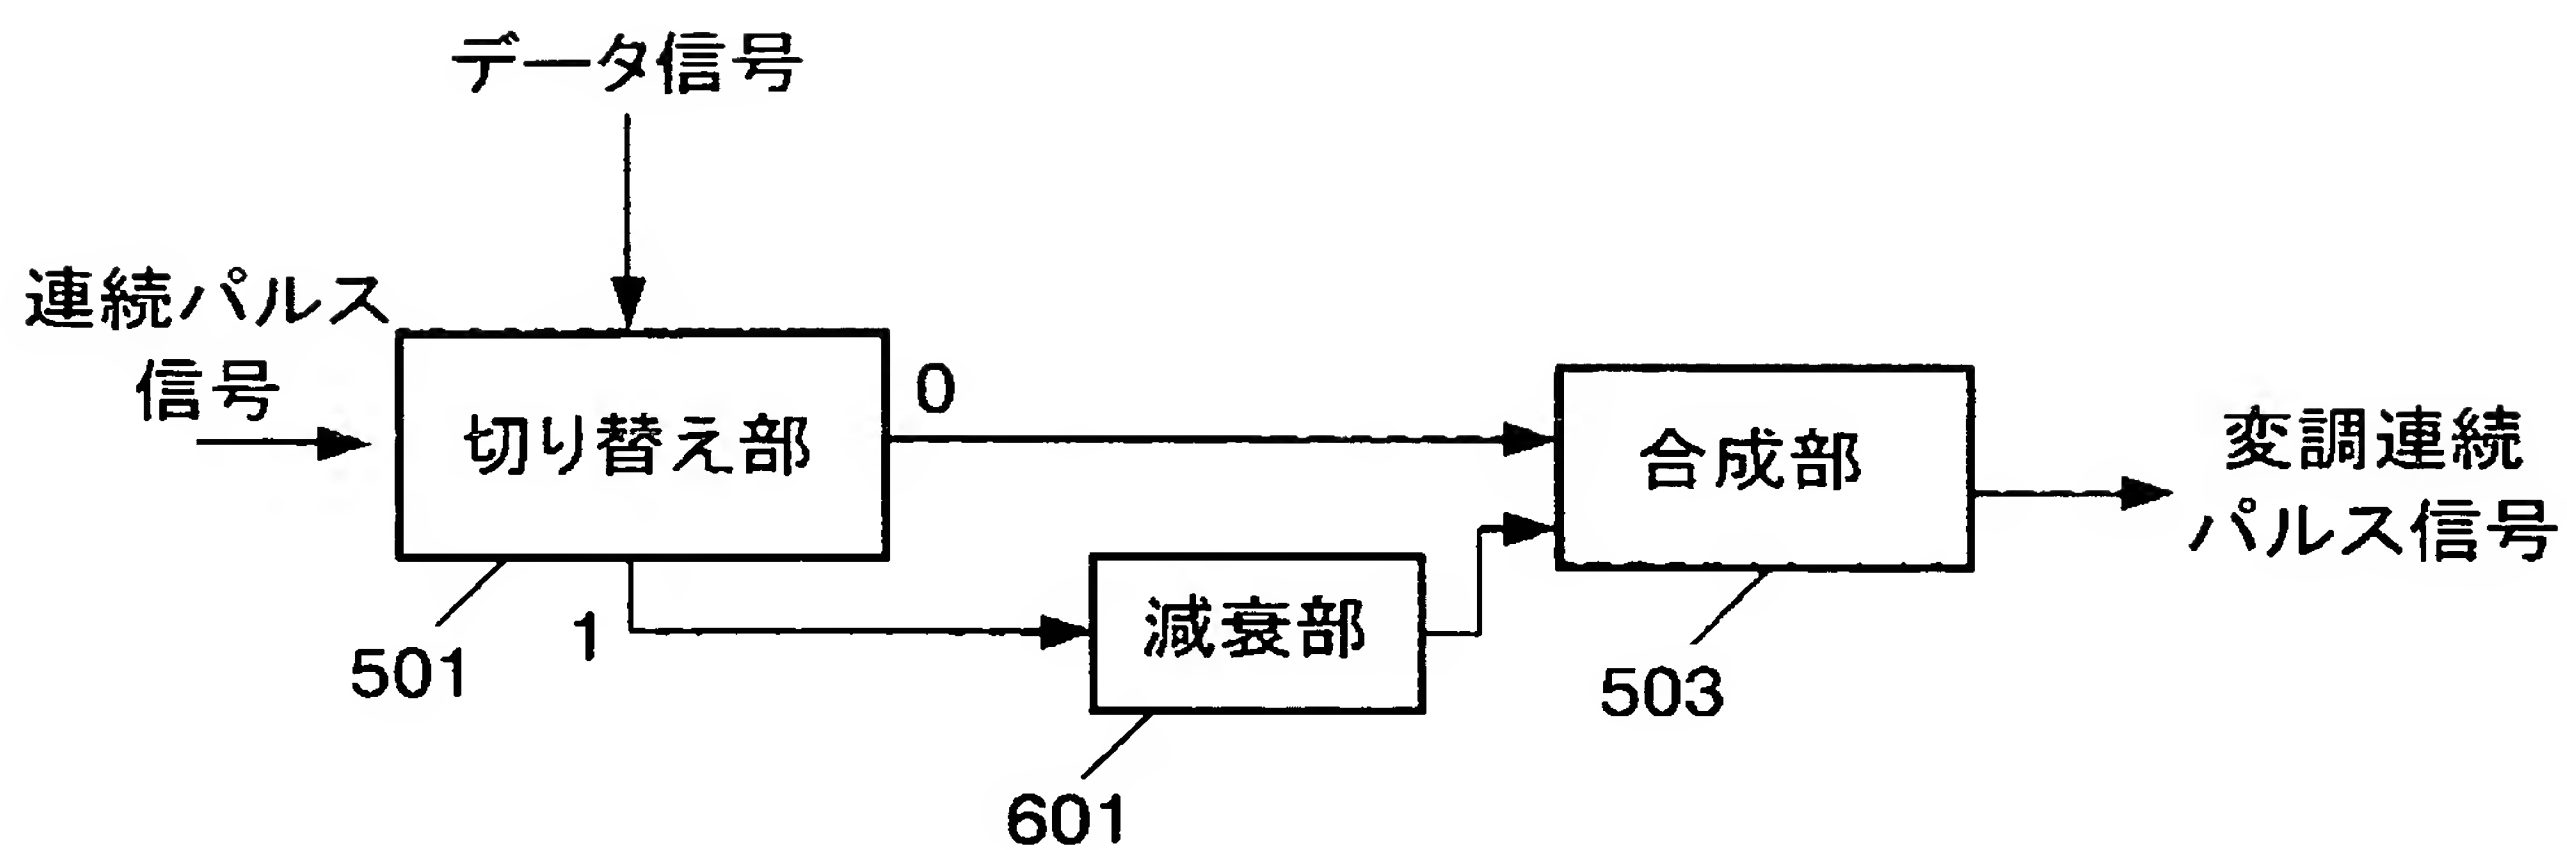 データ信号
連続パルス
信号
0
切り替え部
合成部
変調連続
パルス信号
1
減衰部
501
503
601